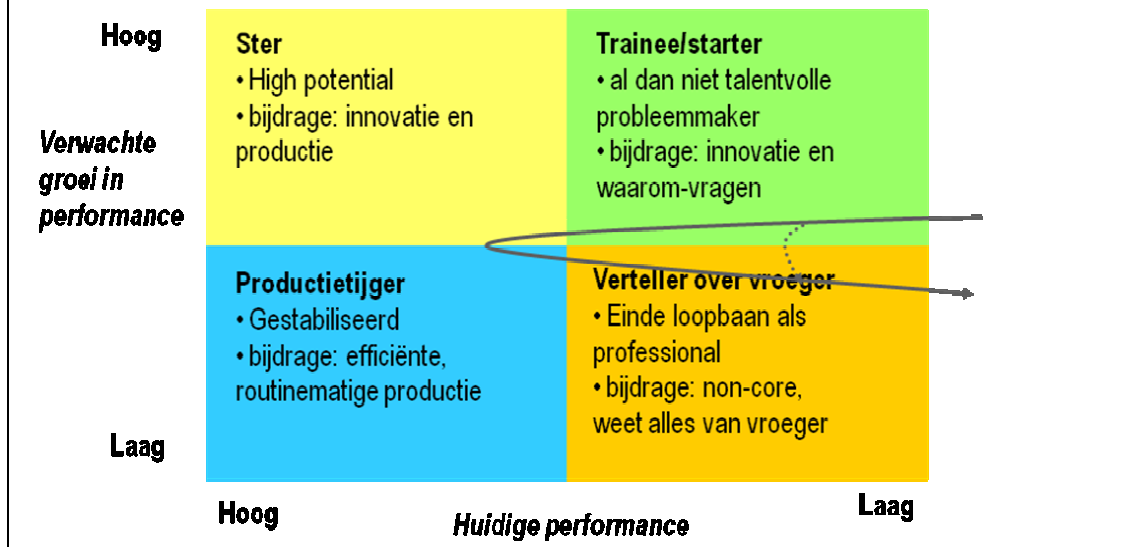 Hoog
Verwachte
groei in
performance
Laag
Ster
• High potential
• bijdrage: innovatie en
productie
Trainee/starter
• al dan niet talentvolle
probleemmaker
• bijdrage: innovatie en
waarom-vragen
Productietijger
• Gestabiliseerd
• bijdrage: efficiënte,
routinematige productie
Verteller over vroeger
• Einde loopbaan als
professional
• bijdrage: non-core,
weet alles van vroeger
Hoog
Huidige performance
Laag